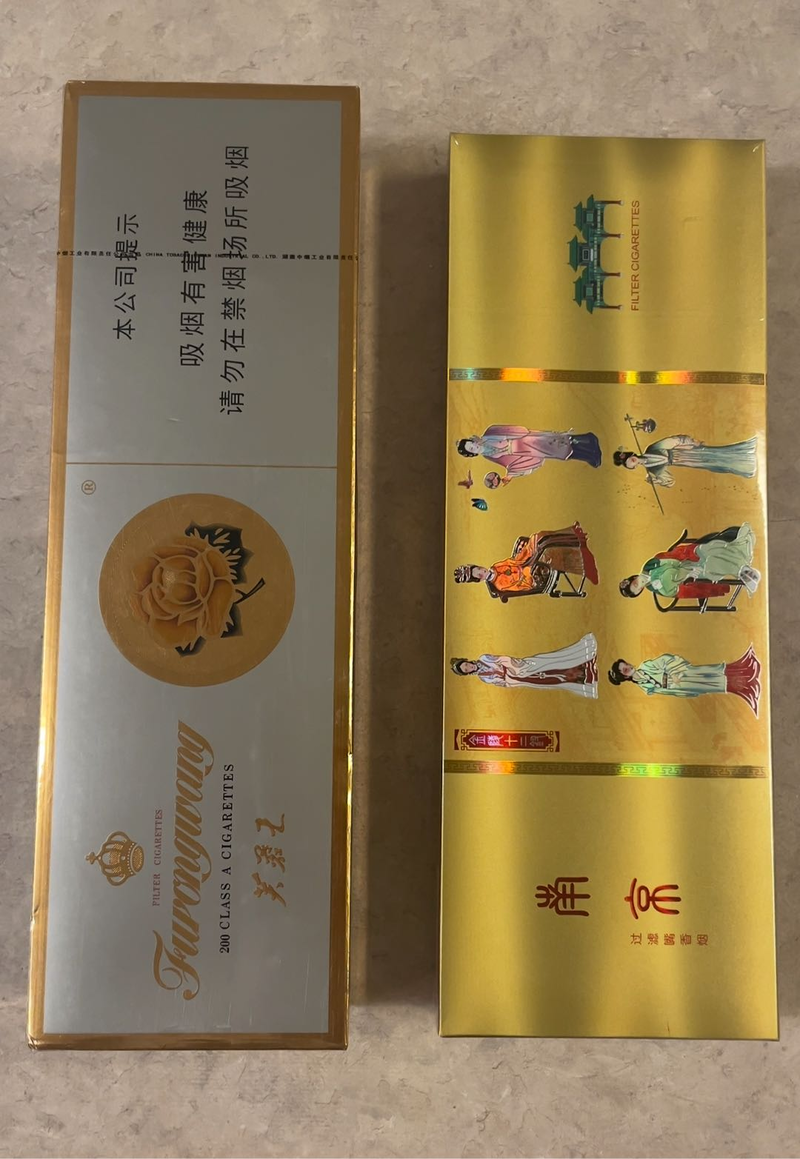 本公司提示
吸烟有害健康
请勿在禁烟场所吸烟
®
FILTER CIGARETTES
Furongwang
200 CLASS A CIGARETTES
芙蓉王
FILTER CIGARETTES
金陵十二釵
南京
过滤嘴香烟